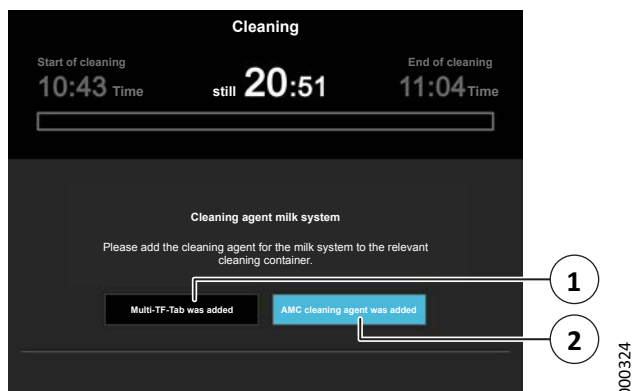 Cleaning
Start of cleaning
10:43 Time
still 20:51
End of cleaning
11:04 Time
Cleaning agent milk system
Please add the cleaning agent for the milk system to the relevant
cleaning container.
Multi-TF-Tab was added
AMC cleaning agent was added
1
2
000324